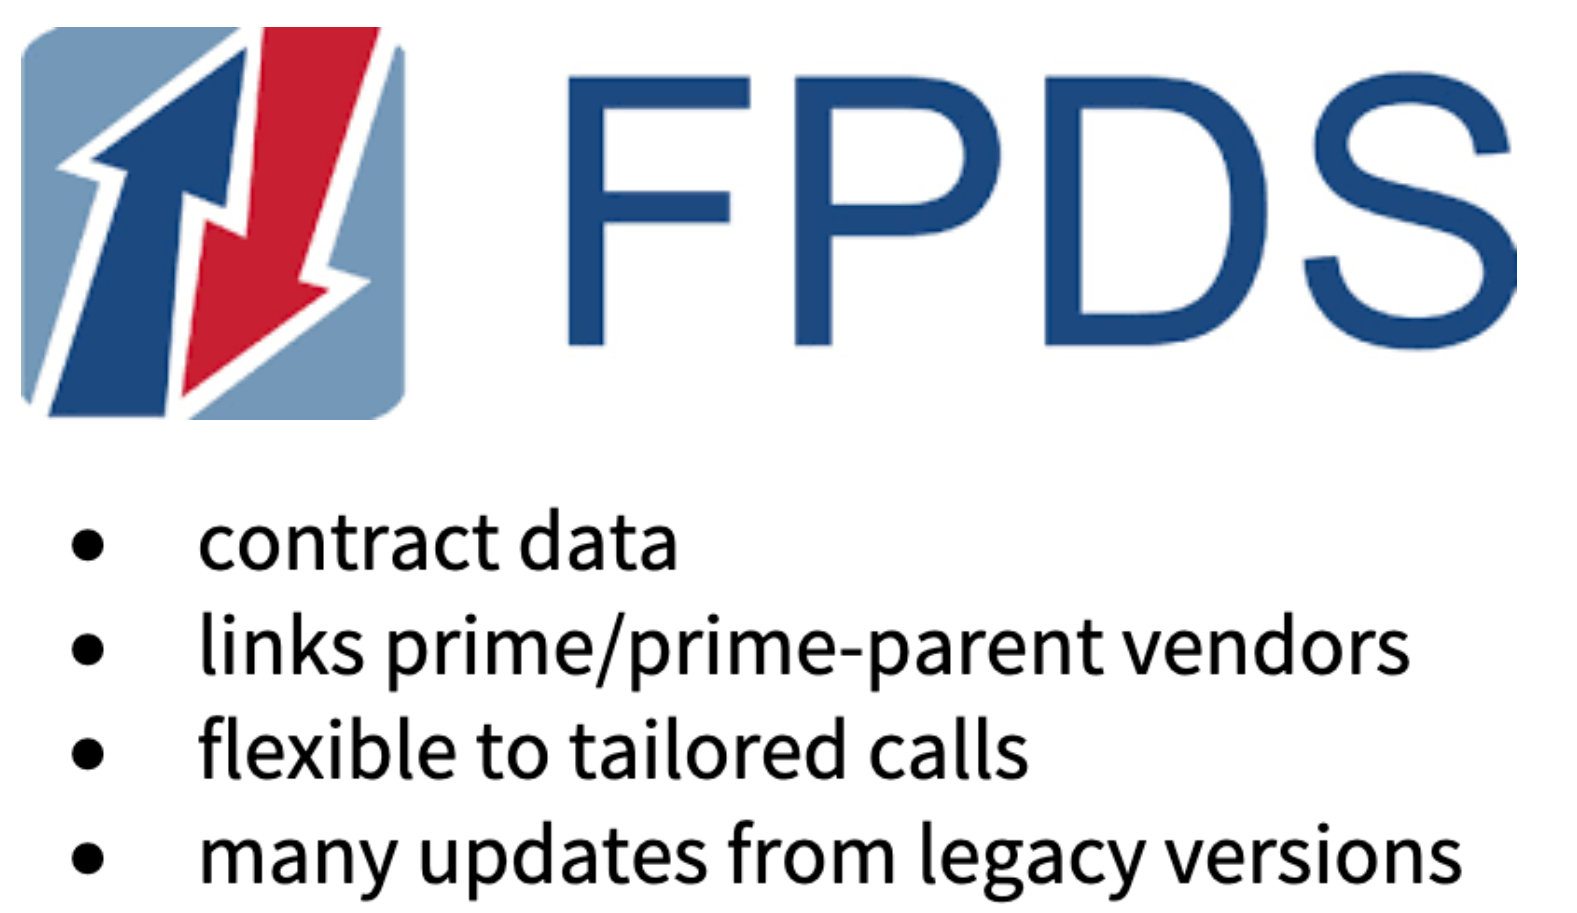 FPDS
• contract data
• links prime/prime-parent vendors
• flexible to tailored calls
• many updates from legacy versions